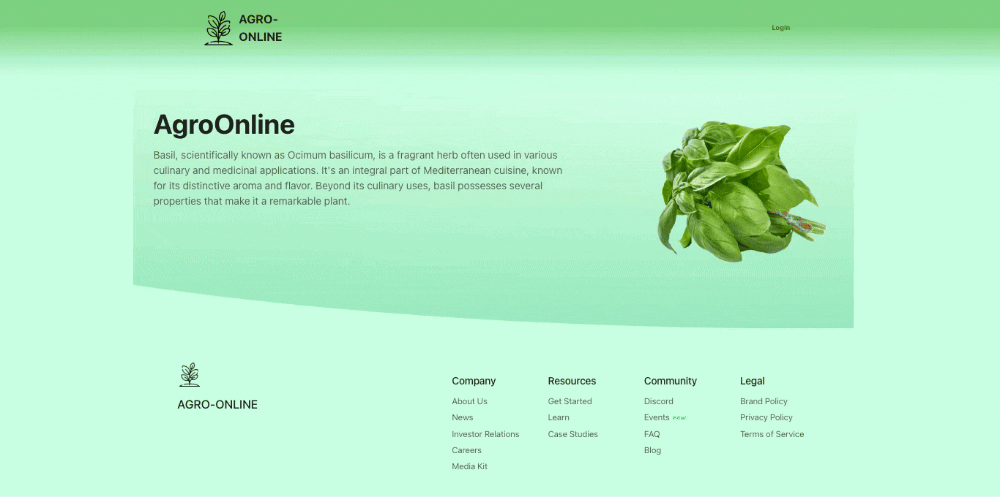 AGRO-
ONLINE
Login
AgroOnline
Basil, scientifically known as Ocimum basilicum, is a fragrant herb often used in various
culinary and medicinal applications. It's an integral part of Mediterranean cuisine, known
for its distinctive aroma and flavor. Beyond its culinary uses, basil possesses several
properties that make it a remarkable plant.
AGRO-ONLINE
Company
About Us
News
Investor Relations
Careers
Media Kit
Resources
Get Started
Learn
Case Studies
Community
Discord
Events new
FAQ
Blog
Legal
Brand Policy
Privacy Policy
Terms of Service